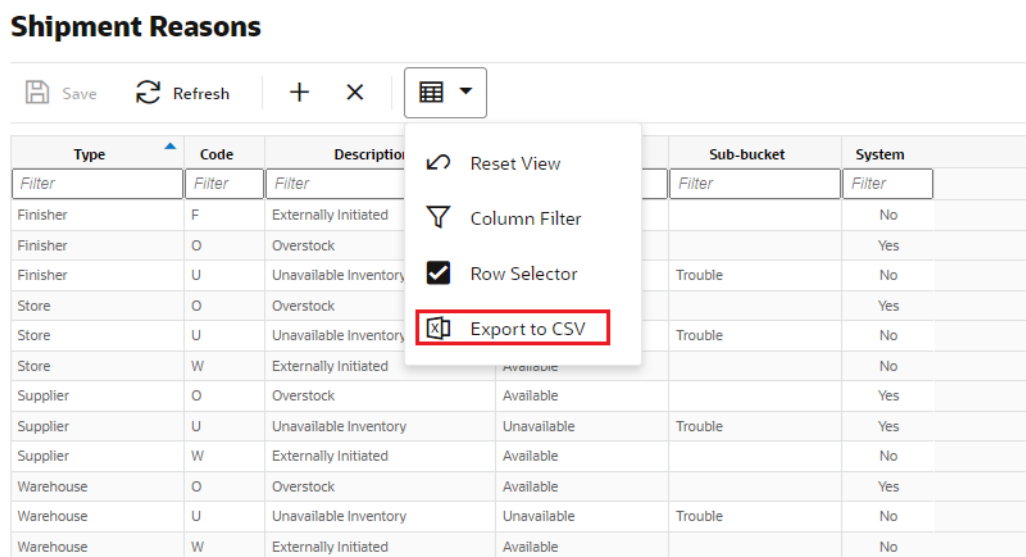 Shipment Reasons
Save Refresh
Reset View
Column Filter
Row Selector
Export to CSV
Type Code Descriptio Sub-bucket System
Filter Filter Filter Filter Filter
Finisher F Externally Initiated No
Finisher O Overstock Yes
Finisher U Unavailable Inventory Trouble No
Store O Overstock Yes
Store U Unavailable Inventory Trouble No
Store W Externally Initiated Available No
Supplier O Overstock Available Yes
Supplier U Unavailable Inventory Unavailable Trouble Yes
Supplier W Externally Initiated Available No
Warehouse O Overstock Available Yes
Warehouse U Unavailable Inventory Unavailable Trouble No
Warehouse W Externally Initiated Available No